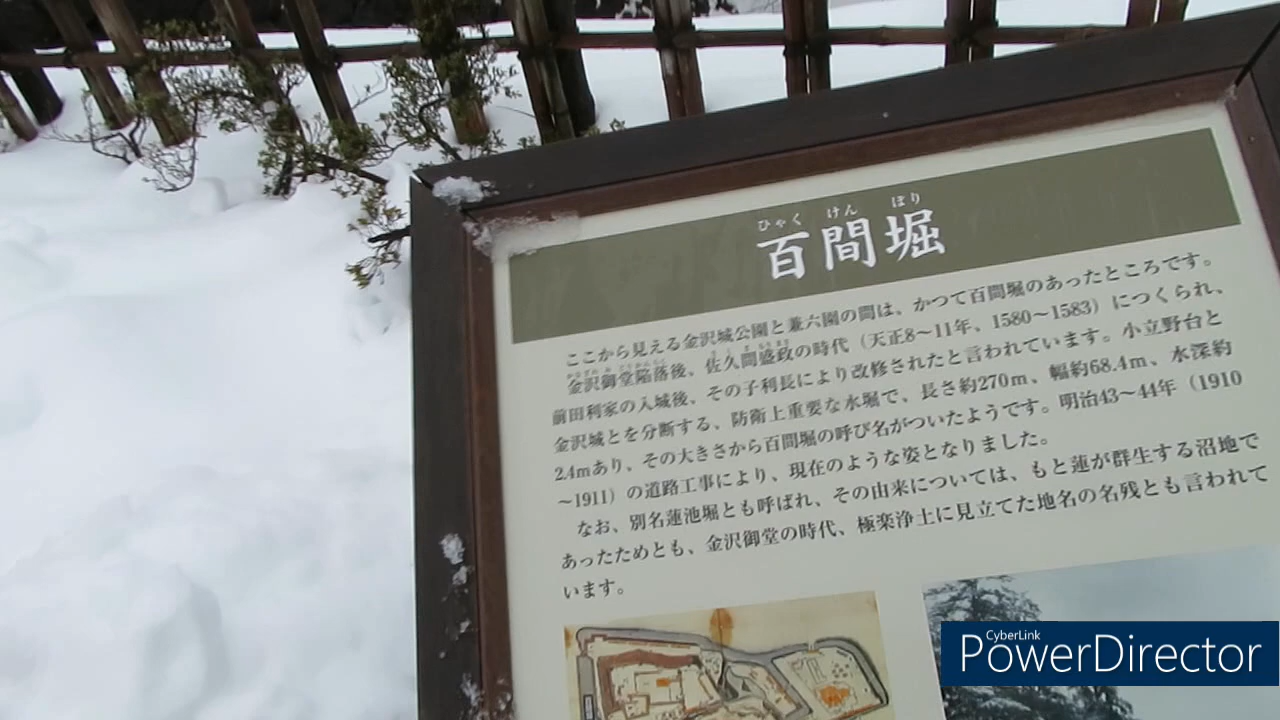 ひゃく けん ぼり
百間堀
ここから見える金沢城公園と兼六園の間は、かつて百間堀のあったところです。
金沢御堂陥落後、佐久間盛政の時代（天正8～11年、1580～1583）につくられ、
前田利家の入城後、その子利長により改修されたと言われています。小立野台と
金沢城とを分断する、防衛上重要な水堀で、長さ約270m、幅約68.4m、水深約
2.4mあり、その大きさから百間堀の呼び名がついたようです。明治43～44年（1910
～1911）の道路工事により、現在のような姿となりました。
なお、別名蓮池堀とも呼ばれ、その由来については、もと蓮が群生する沼地で
あったためとも、金沢御堂の時代、極楽浄土に見立てた地名の名残とも言われて
います。
CyberLink
PowerDirector